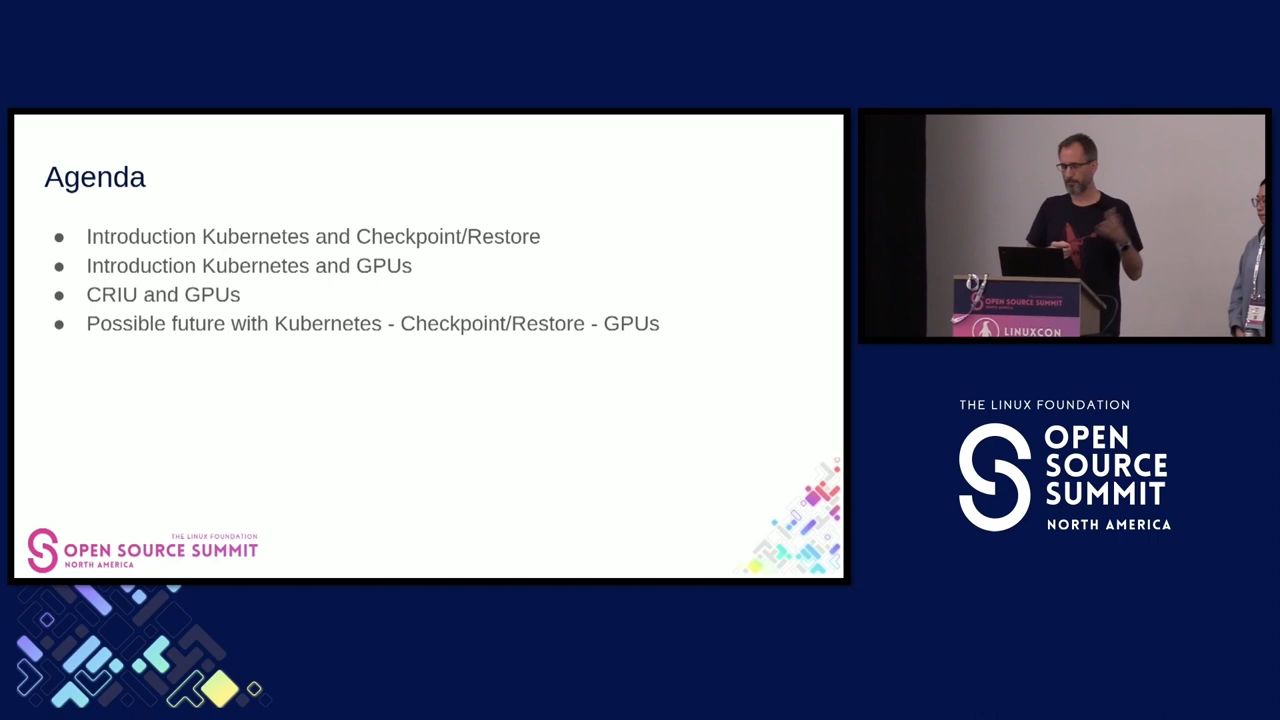 Agenda
● Introduction Kubernetes and Checkpoint/Restore
● Introduction Kubernetes and GPUs
● CRIU and GPUs
● Possible future with Kubernetes - Checkpoint/Restore - GPUs
THE LINUX FOUNDATION
OPEN SOURCE SUMMIT
NORTH AMERICA
OPEN SOURCE SUMMIT
LINUXCON
THE LINUX FOUNDATION
OPEN
SOURCE
SUMMIT
NORTH AMERICA